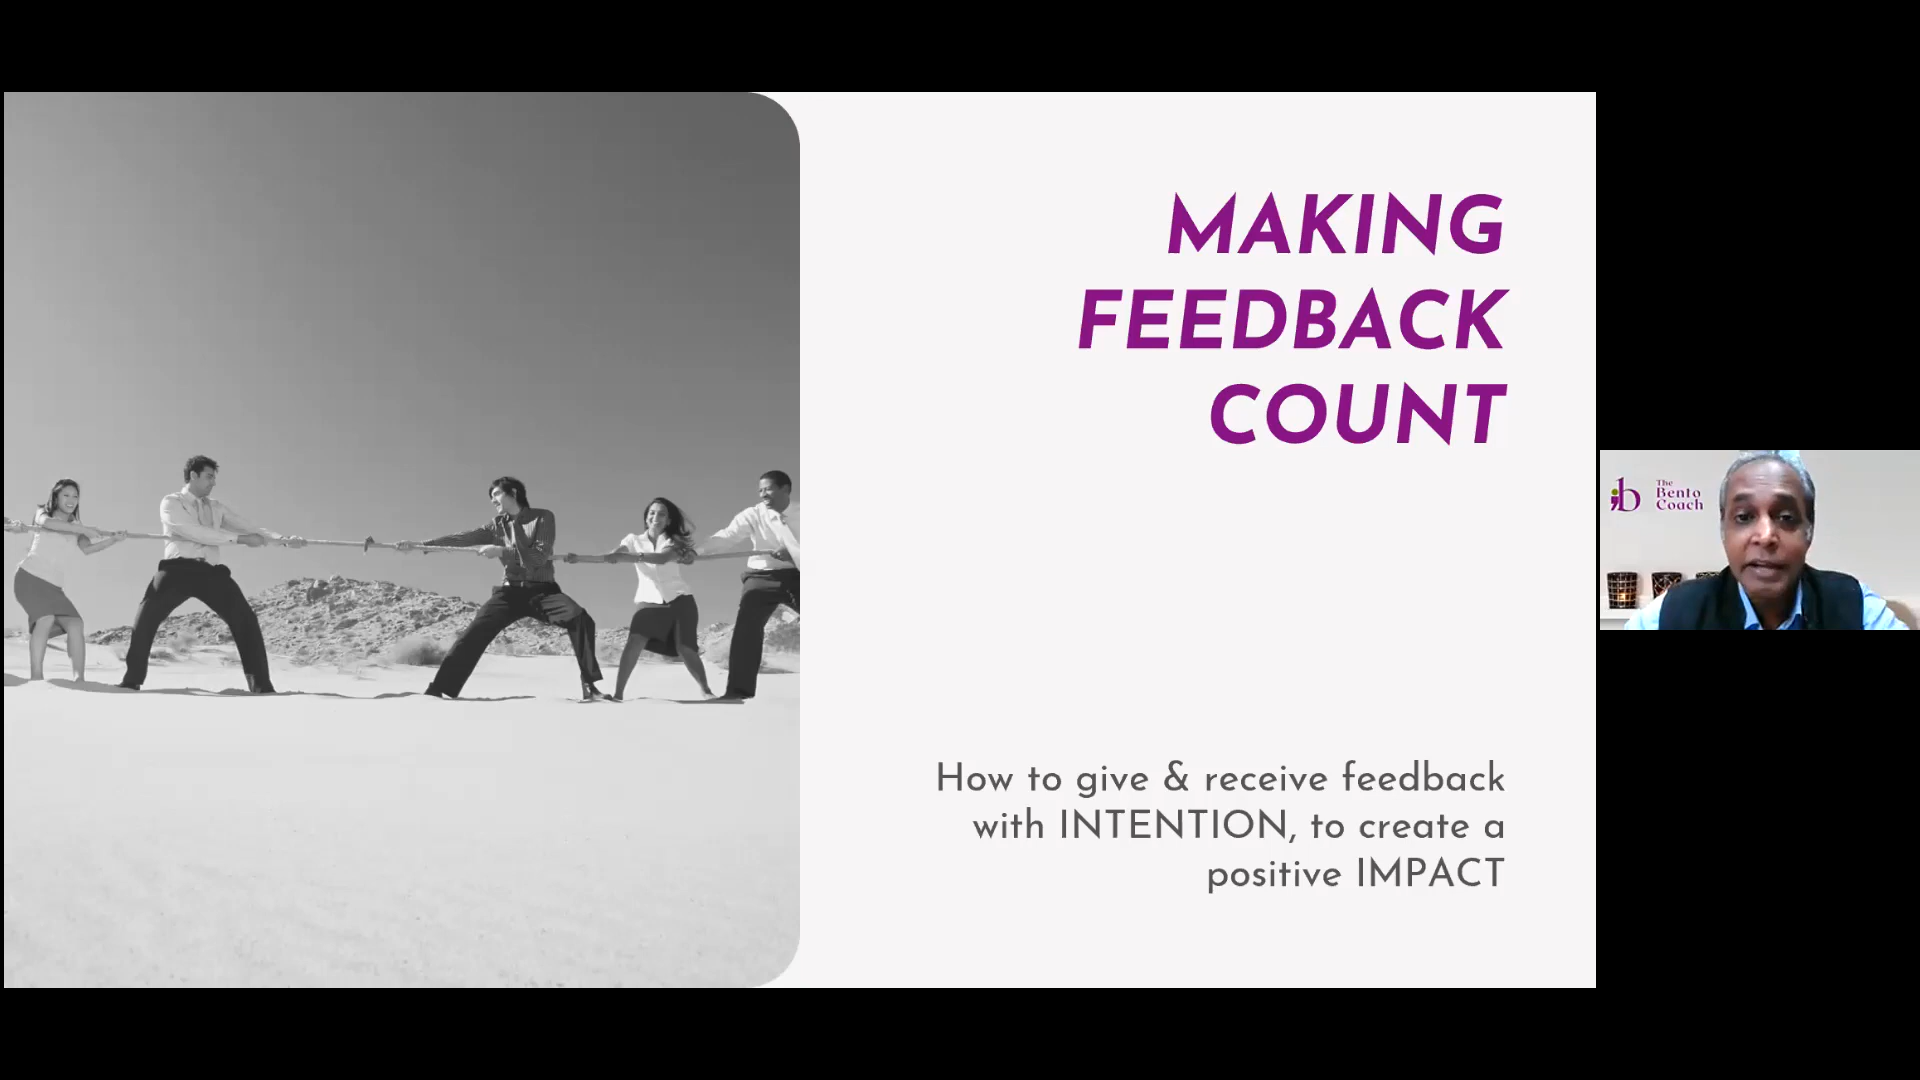 MAKING
FEEDBACK
COUNT
How to give & receive feedback
with INTENTION, to create a
positive IMPACT
b
The
Bento
Coach